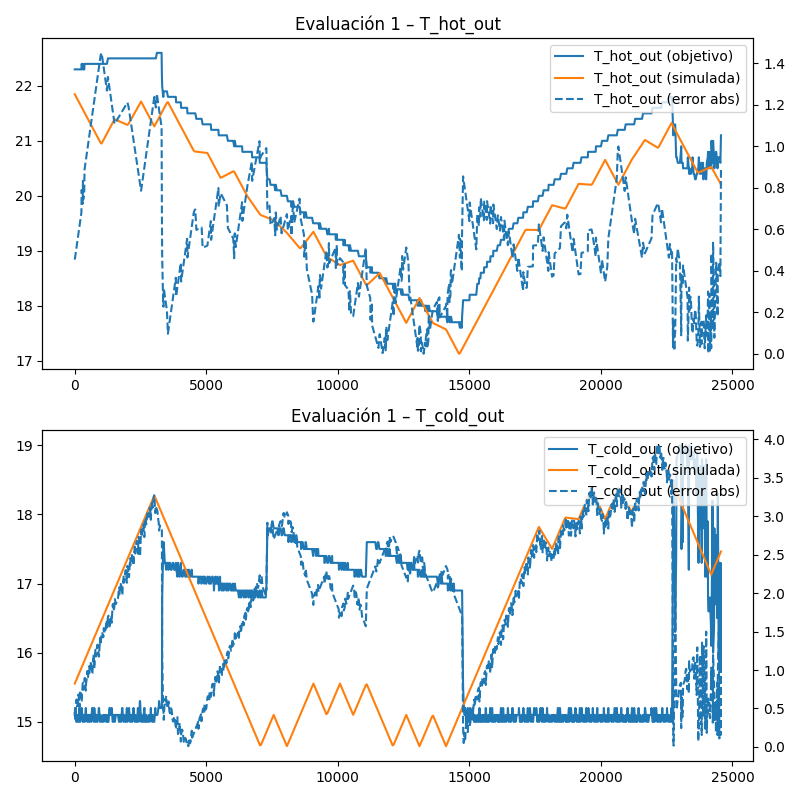 Evaluación 1 – T_hot_out
T_hot_out (objetivo)
T_hot_out (simulada)
T_hot_out (error abs)
22
21
20
19
18
17
1.4
1.2
1.0
0.8
0.6
0.4
0.2
0.0
0 5000 10000 15000 20000 25000
Evaluación 1 – T_cold_out
T_cold_out (objetivo)
T_cold_out (simulada)
T_cold_out (error abs)
19
18
17
16
15
4.0
3.5
3.0
2.5
2.0
1.5
1.0
0.5
0.0
0 5000 10000 15000 20000 25000